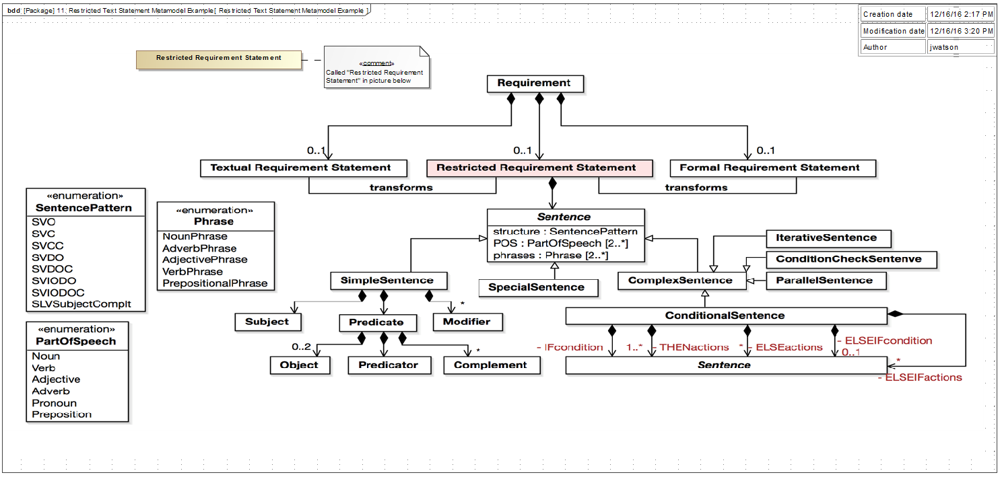 bdd [Package] 11. Restricted Text Statement Metamodel Example[ Restricted Text Statement Metamodel Example ]
Creation date 12/16/16 2:17 PM
Modification date 12/16/16 3:20 PM
Author jwatson
Restricted Requirement Statement
«comment»
Called "Restricted Requirement
Statement" in picture below
Requirement
0..1
0..1
0..1
Textual Requirement Statement
Restricted Requirement Statement
Formal Requirement Statement
transforms
transforms
«enumeration»
SentencePattern
SVO
SVC
SVCC
SVDO
SVDOC
SVIODO
SVIODOC
SLVSubjectComplt
«enumeration»
Phrase
NounPhrase
AdverbPhrase
AdjectivePhrase
VerbPhrase
PrepositionalPhrase
«enumeration»
PartOfSpeech
Noun
Verb
Adjective
Adverb
Pronoun
Preposition
Sentence
structure : SentencePattern
POS : PartOfSpeech [2..*]
phrases : Phrase [2..*]
IterativeSentence
ConditionCheckSentenve
ParallelSentence
SimpleSentence
SpecialSentence
ComplexSentence
*
Subject
Predicate
Modifier
ConditionalSentence
0..2
*
Object
Predicator
Complement
- IFcondition
1..*
- THENactions
*
- ELSEactions
- ELSEIFcondition
0..1
*
Sentence
- ELSEIFactions